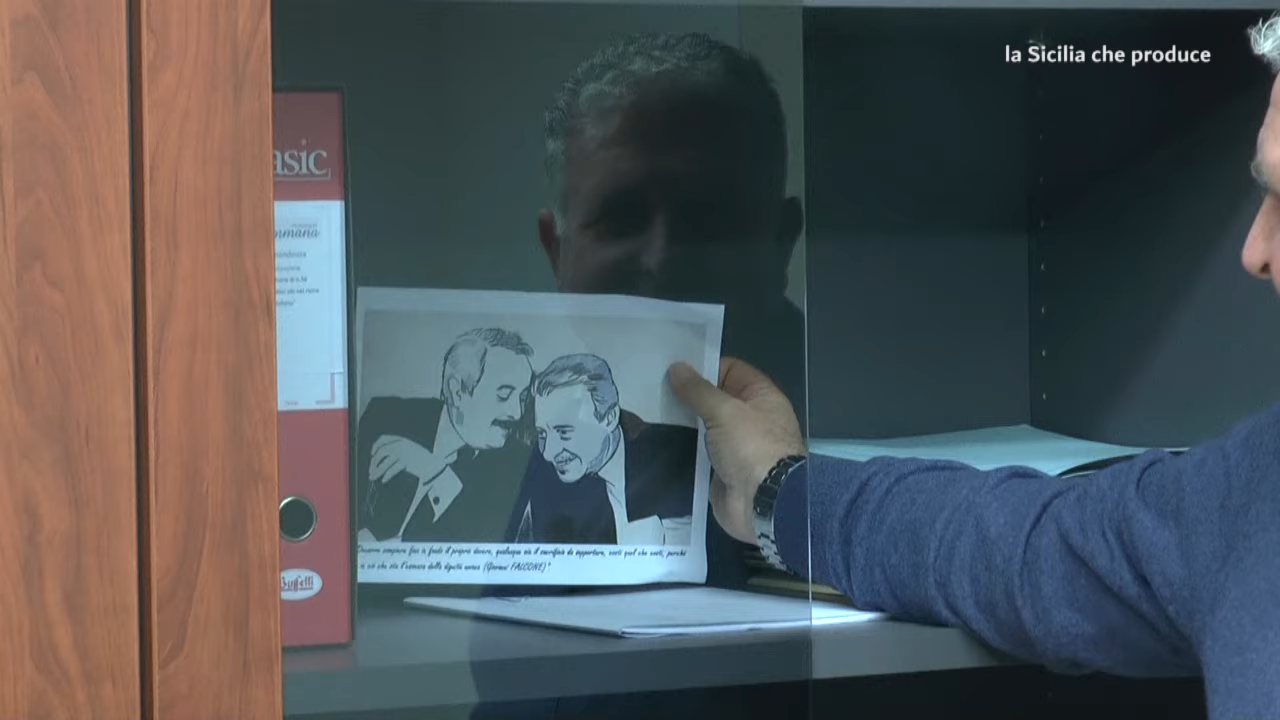 la Sicilia che produce
asic
ormana
Occorre compiere fino in fondo il proprio dovere, qualunque sia il sacrificio da sopportare, costi quel che costi, perché
è in ciò che sta l'essenza della dignità umana (Giovanni FALCONE)"
Buffetti